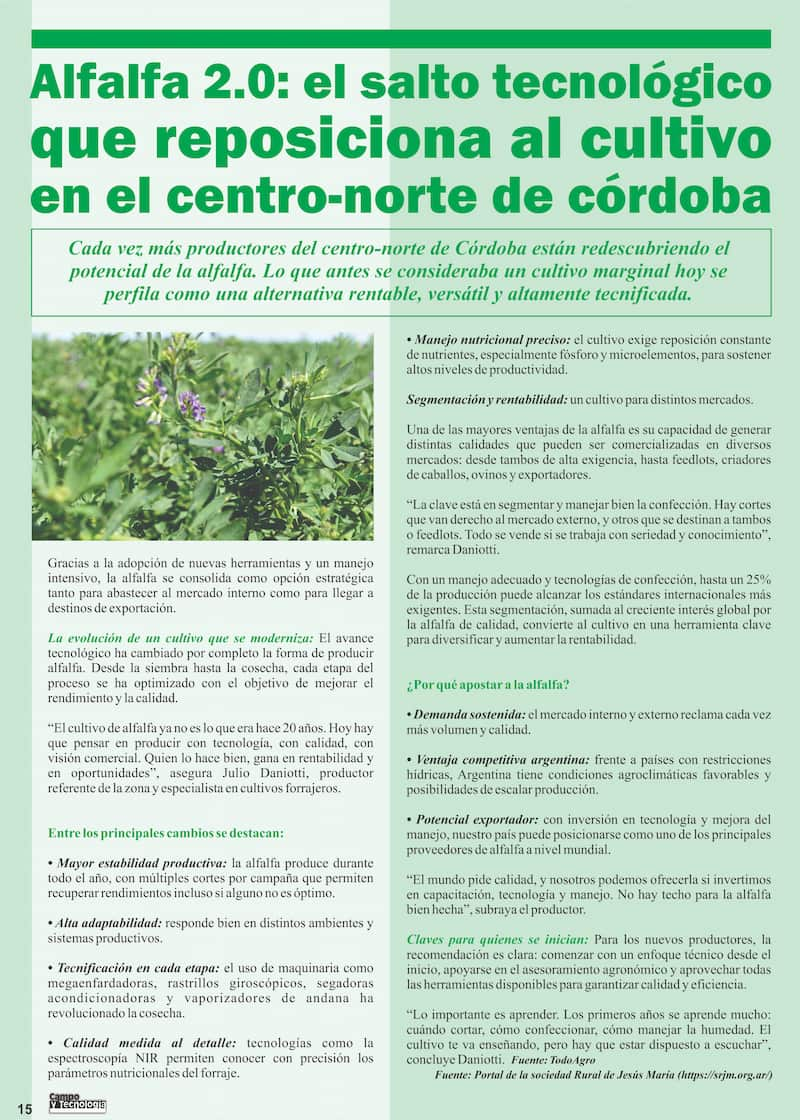 Alfalfa 2.0: el salto tecnológico
que reposiciona al cultivo
en el centro-norte de córdoba
Cada vez más productores del centro-norte de Córdoba están redescubriendo el
potencial de la alfalfa. Lo que antes se consideraba un cultivo marginal hoy se
perfila como una alternativa rentable, versátil y altamente tecnificada.
Gracias a la adopción de nuevas herramientas y un manejo
intensivo, la alfalfa se consolida como opción estratégica
tanto para abastecer al mercado interno como para llegar a
destinos de exportación.
La evolución de un cultivo que se moderniza: El avance
tecnológico ha cambiado por completo la forma de producir
alfalfa. Desde la siembra hasta la cosecha, cada etapa del
proceso se ha optimizado con el objetivo de mejorar el
rendimiento y la calidad.
“El cultivo de alfalfa ya no es lo que era hace 20 años. Hoy hay
que pensar en producir con tecnología, con calidad, con
visión comercial. Quien lo hace bien, gana en rentabilidad y
en oportunidades”, asegura Julio Daniotti, productor
referente de la zona y especialista en cultivos forrajeros.
Entre los principales cambios se destacan:
• Mayor estabilidad productiva: la alfalfa produce durante
todo el año, con múltiples cortes por campaña que permiten
recuperar rendimientos incluso si alguno no es óptimo.
• Alta adaptabilidad: responde bien en distintos ambientes y
sistemas productivos.
• Tecnificación en cada etapa: el uso de maquinaria como
megaenfardadoras, rastrillos giroscópicos, segadoras
acondicionadoras y vaporizadores de andana ha
revolucionado la cosecha.
• Calidad medida al detalle: tecnologías como la
espectroscopía NIR permiten conocer con precisión los
parámetros nutricionales del forraje.
• Manejo nutricional preciso: el cultivo exige reposición constante
de nutrientes, especialmente fósforo y microelementos, para sostener
altos niveles de productividad.
Segmentación y rentabilidad: un cultivo para distintos mercados.
Una de las mayores ventajas de la alfalfa es su capacidad de generar
distintas calidades que pueden ser comercializadas en diversos
mercados: desde tambos de alta exigencia, hasta feedlots, criadores
de caballos, ovinos y exportadores.
“La clave está en segmentar y manejar bien la confección. Hay cortes
que van derecho al mercado externo, y otros que se destinan a tambos
o feedlots. Todo se vende si se trabaja con seriedad y conocimiento”,
remarca Daniotti.
Con un manejo adecuado y tecnologías de confección, hasta un 25%
de la producción puede alcanzar los estándares internacionales más
exigentes. Esta segmentación, sumada al creciente interés global por
la alfalfa de calidad, convierte al cultivo en una herramienta clave
para diversificar y aumentar la rentabilidad.
¿Por qué apostar a la alfalfa?
• Demanda sostenida: el mercado interno y externo reclama cada vez
más volumen y calidad.
• Ventaja competitiva argentina: frente a países con restricciones
hídricas, Argentina tiene condiciones agroclimáticas favorables y
posibilidades de escalar producción.
• Potencial exportador: con inversión en tecnología y mejora del
manejo, nuestro país puede posicionarse como uno de los principales
proveedores de alfalfa a nivel mundial.
“El mundo pide calidad, y nosotros podemos ofrecerla si invertimos
en capacitación, tecnología y manejo. No hay techo para la alfalfa
bien hecha”, subraya el productor.
Claves para quienes se inician: Para los nuevos productores, la
recomendación es clara: comenzar con un enfoque técnico desde el
inicio, apoyarse en el asesoramiento agronómico y aprovechar todas
las herramientas disponibles para garantizar calidad y eficiencia.
“Lo importante es aprender. Los primeros años se aprende mucho:
cuándo cortar, cómo confeccionar, cómo manejar la humedad. El
cultivo te va enseñando, pero hay que estar dispuesto a escuchar”,
concluye Daniotti. Fuente: TodoAgro
Fuente: Portal de la sociedad Rural de Jesús María (https://srjm.org.ar/)
15
Campo
y Tecnología